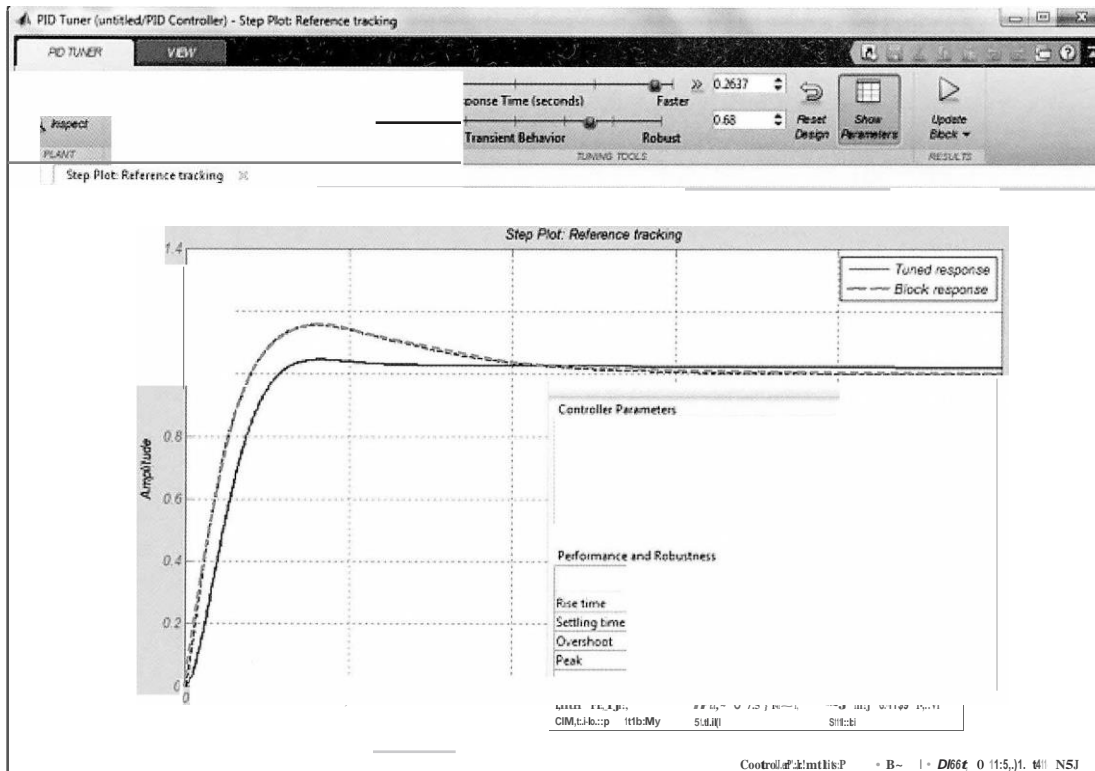 PID Tuner (untitled/PID Controller) - Step Plot: Reference tracking
PID TUNER VIEW
ponse Time (seconds) Faster 0.2637
Transient Behavior Robust 0.68
Inspect
Reset Design
Show Parameters
Update Block
PLANT TUNING TOOLS RESULTS
Step Plot: Reference tracking
Step Plot: Reference tracking
1.4
Tuned response
Block response
Controller Parameters
0.8
Amplitude
0.6
Performance and Robustness
0.4
Rise time
0.2
Settling time
Overshoot
Peak
0
0